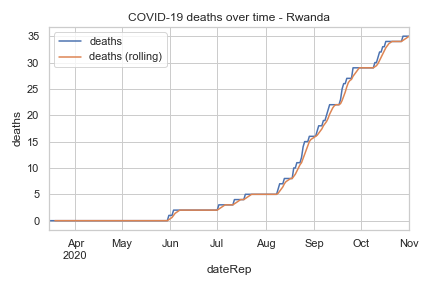 COVID-19 deaths over time - Rwanda
deaths
deaths (rolling)
35
30
25
20
15
10
5
0
deaths
Apr
2020
May
Jun
Jul
Aug
Sep
Oct
Nov
dateRep